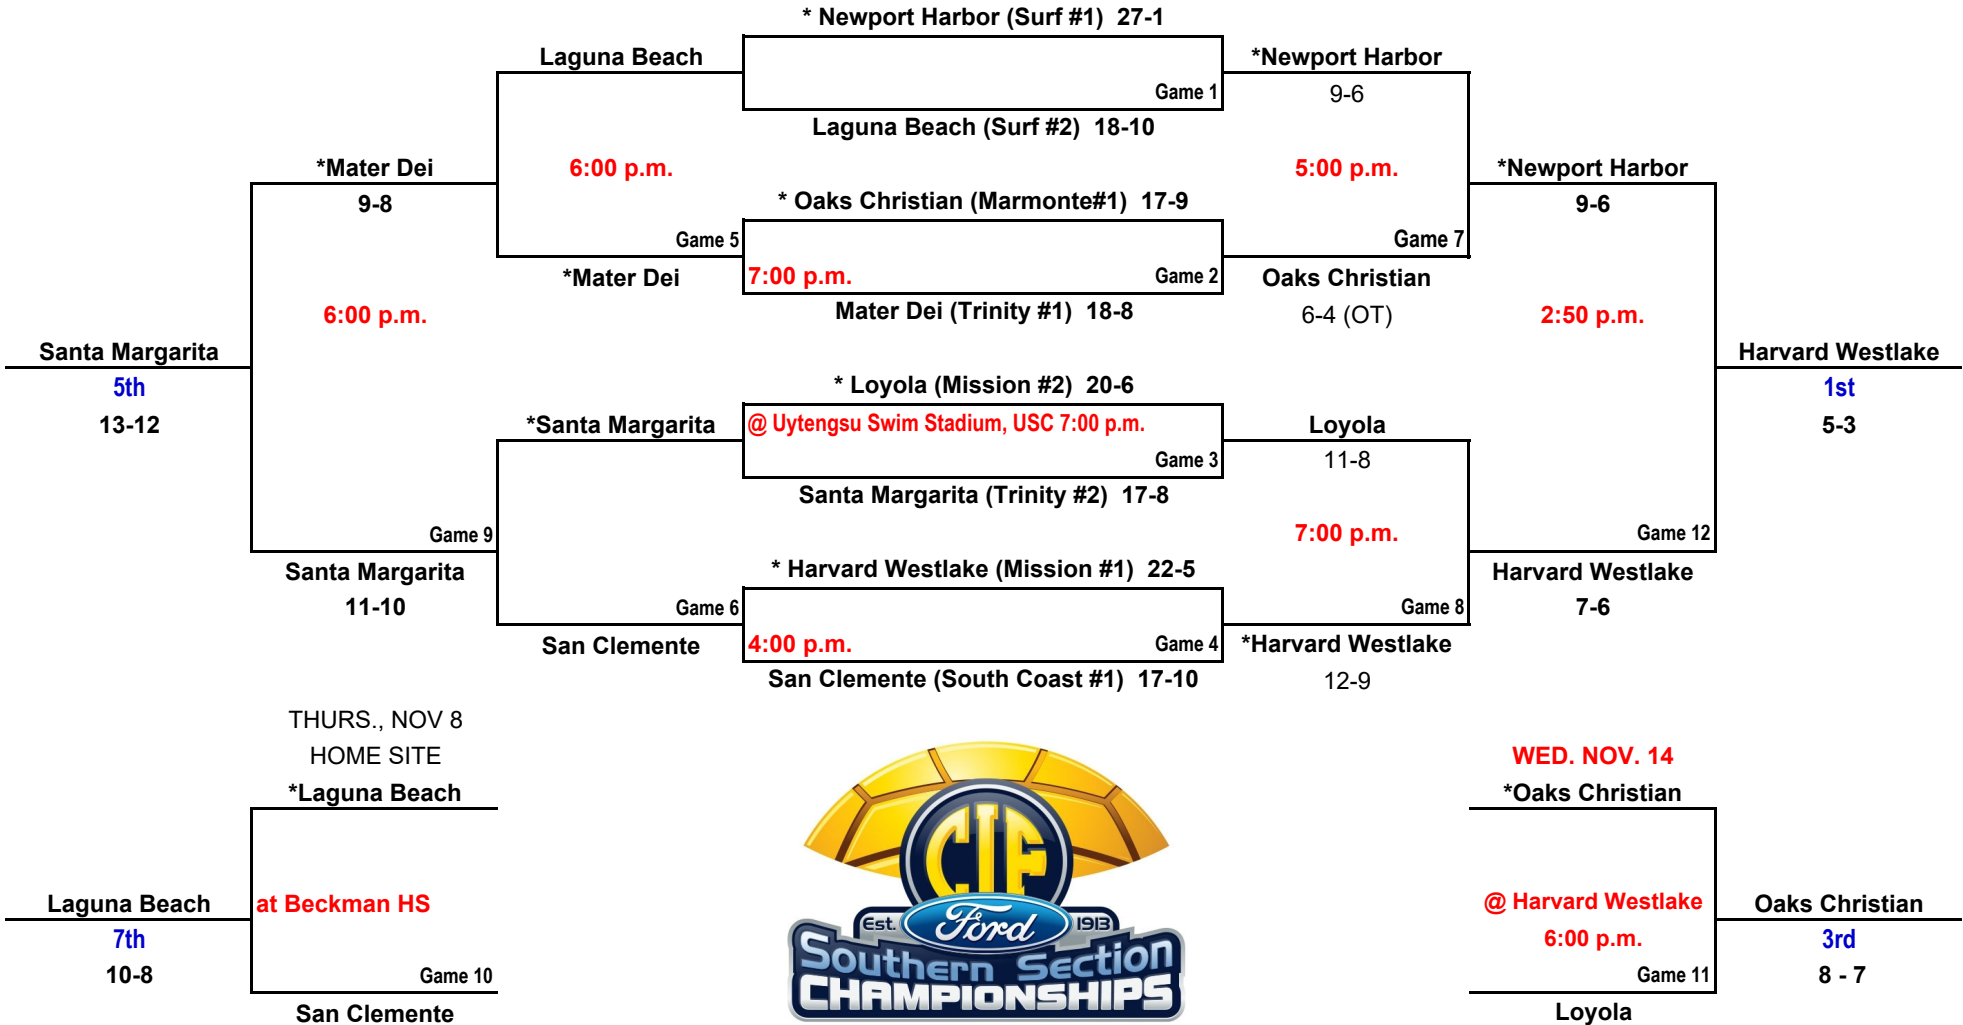 * Newport Harbor (Surf #1) 27-1
Laguna Beach
*Newport Harbor
Game 1
9-6
Laguna Beach (Surf #2) 18-10
*Mater Dei
6:00 p.m.
5:00 p.m.
*Newport Harbor
9-8
* Oaks Christian (Marmonte#1) 17-9
9-6
Game 5
Game 7
*Mater Dei
7:00 p.m.
Game 2
Oaks Christian
6:00 p.m.
Mater Dei (Trinity #1) 18-8
6-4 (OT)
2:50 p.m.
Santa Margarita
Harvard Westlake
5th
* Loyola (Mission #2) 20-6
1st
13-12
*Santa Margarita
@ Uytengsu Swim Stadium, USC 7:00 p.m.
Loyola
5-3
Game 3
11-8
Santa Margarita (Trinity #2) 17-8
Game 9
7:00 p.m.
Game 12
Santa Margarita
* Harvard Westlake (Mission #1) 22-5
Harvard Westlake
11-10
Game 6
Game 8
7-6
San Clemente
4:00 p.m.
Game 4
*Harvard Westlake
San Clemente (South Coast #1) 17-10
12-9
THURS., NOV 8
HOME SITE
WED. NOV. 14
*Laguna Beach
*Oaks Christian
CIF
Laguna Beach
at Beckman HS
@ Harvard Westlake
Oaks Christian
Est.
Ford
1913
7th
6:00 p.m.
3rd
Southern Section
10-8
Game 10
Game 11
8 - 7
CHAMPIONSHIPS
San Clemente
Loyola